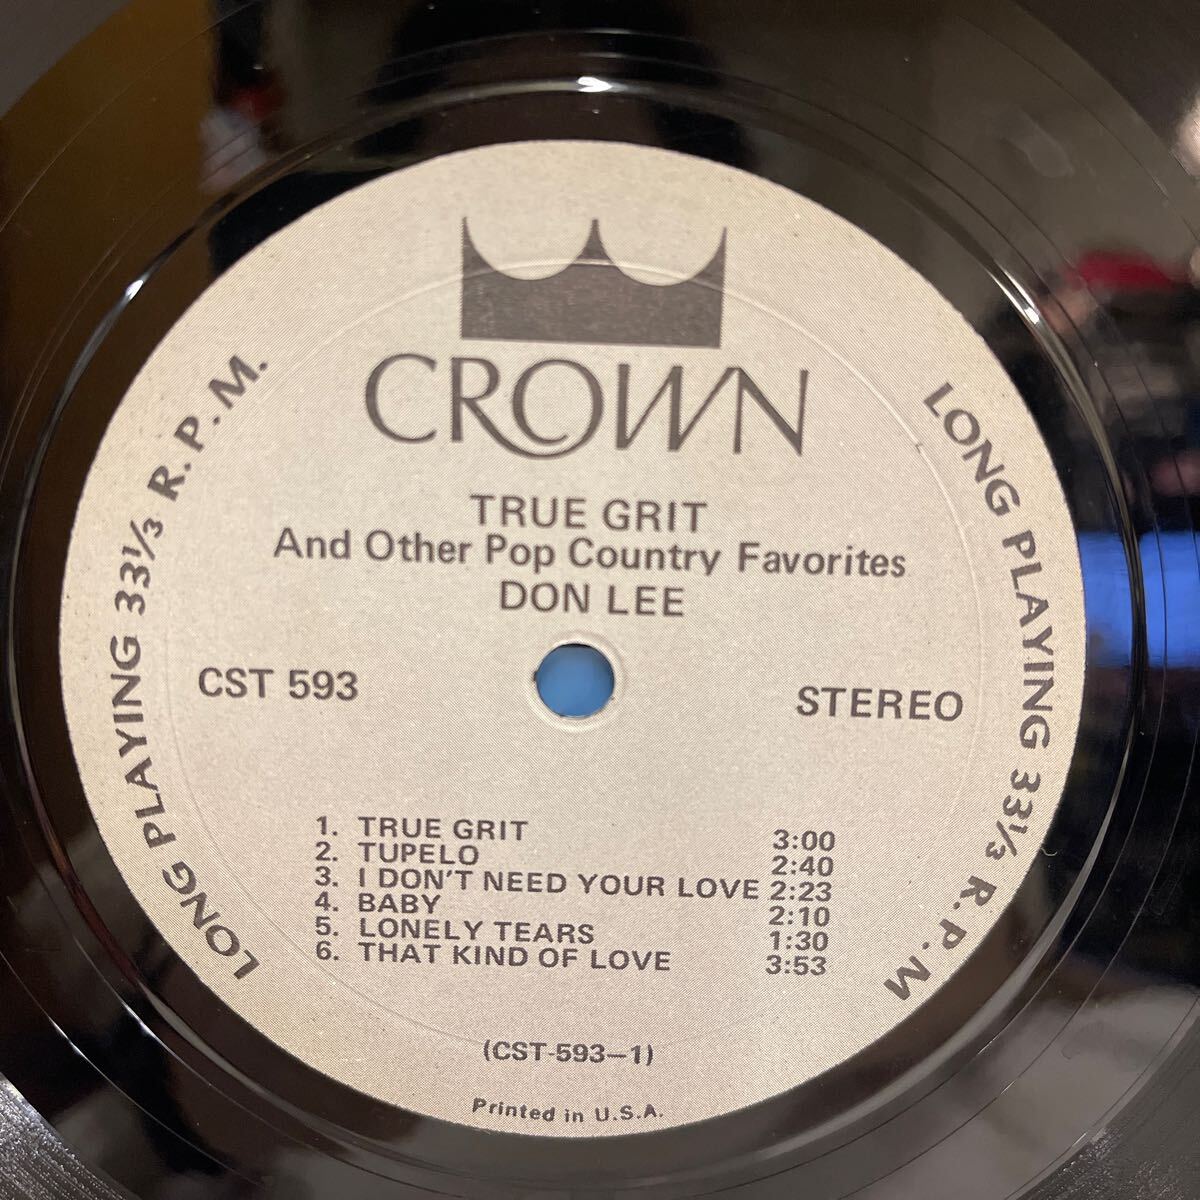 CROWN
TRUE GRIT
And Other Pop Country Favorites
DON LEE
CST 593
STEREO
1. TRUE GRIT 3:00
2. TUPELO 2:40
3. I DON'T NEED YOUR LOVE 2:23
4. BABY 2:10
5. LONELY TEARS 1:30
6. THAT KIND OF LOVE 3:53
(CST-593-1)
Printed in U.S.A.
LONG PLAYING 33⅓ R.P.M.
LONG PLAYING 33⅓ R.P.M